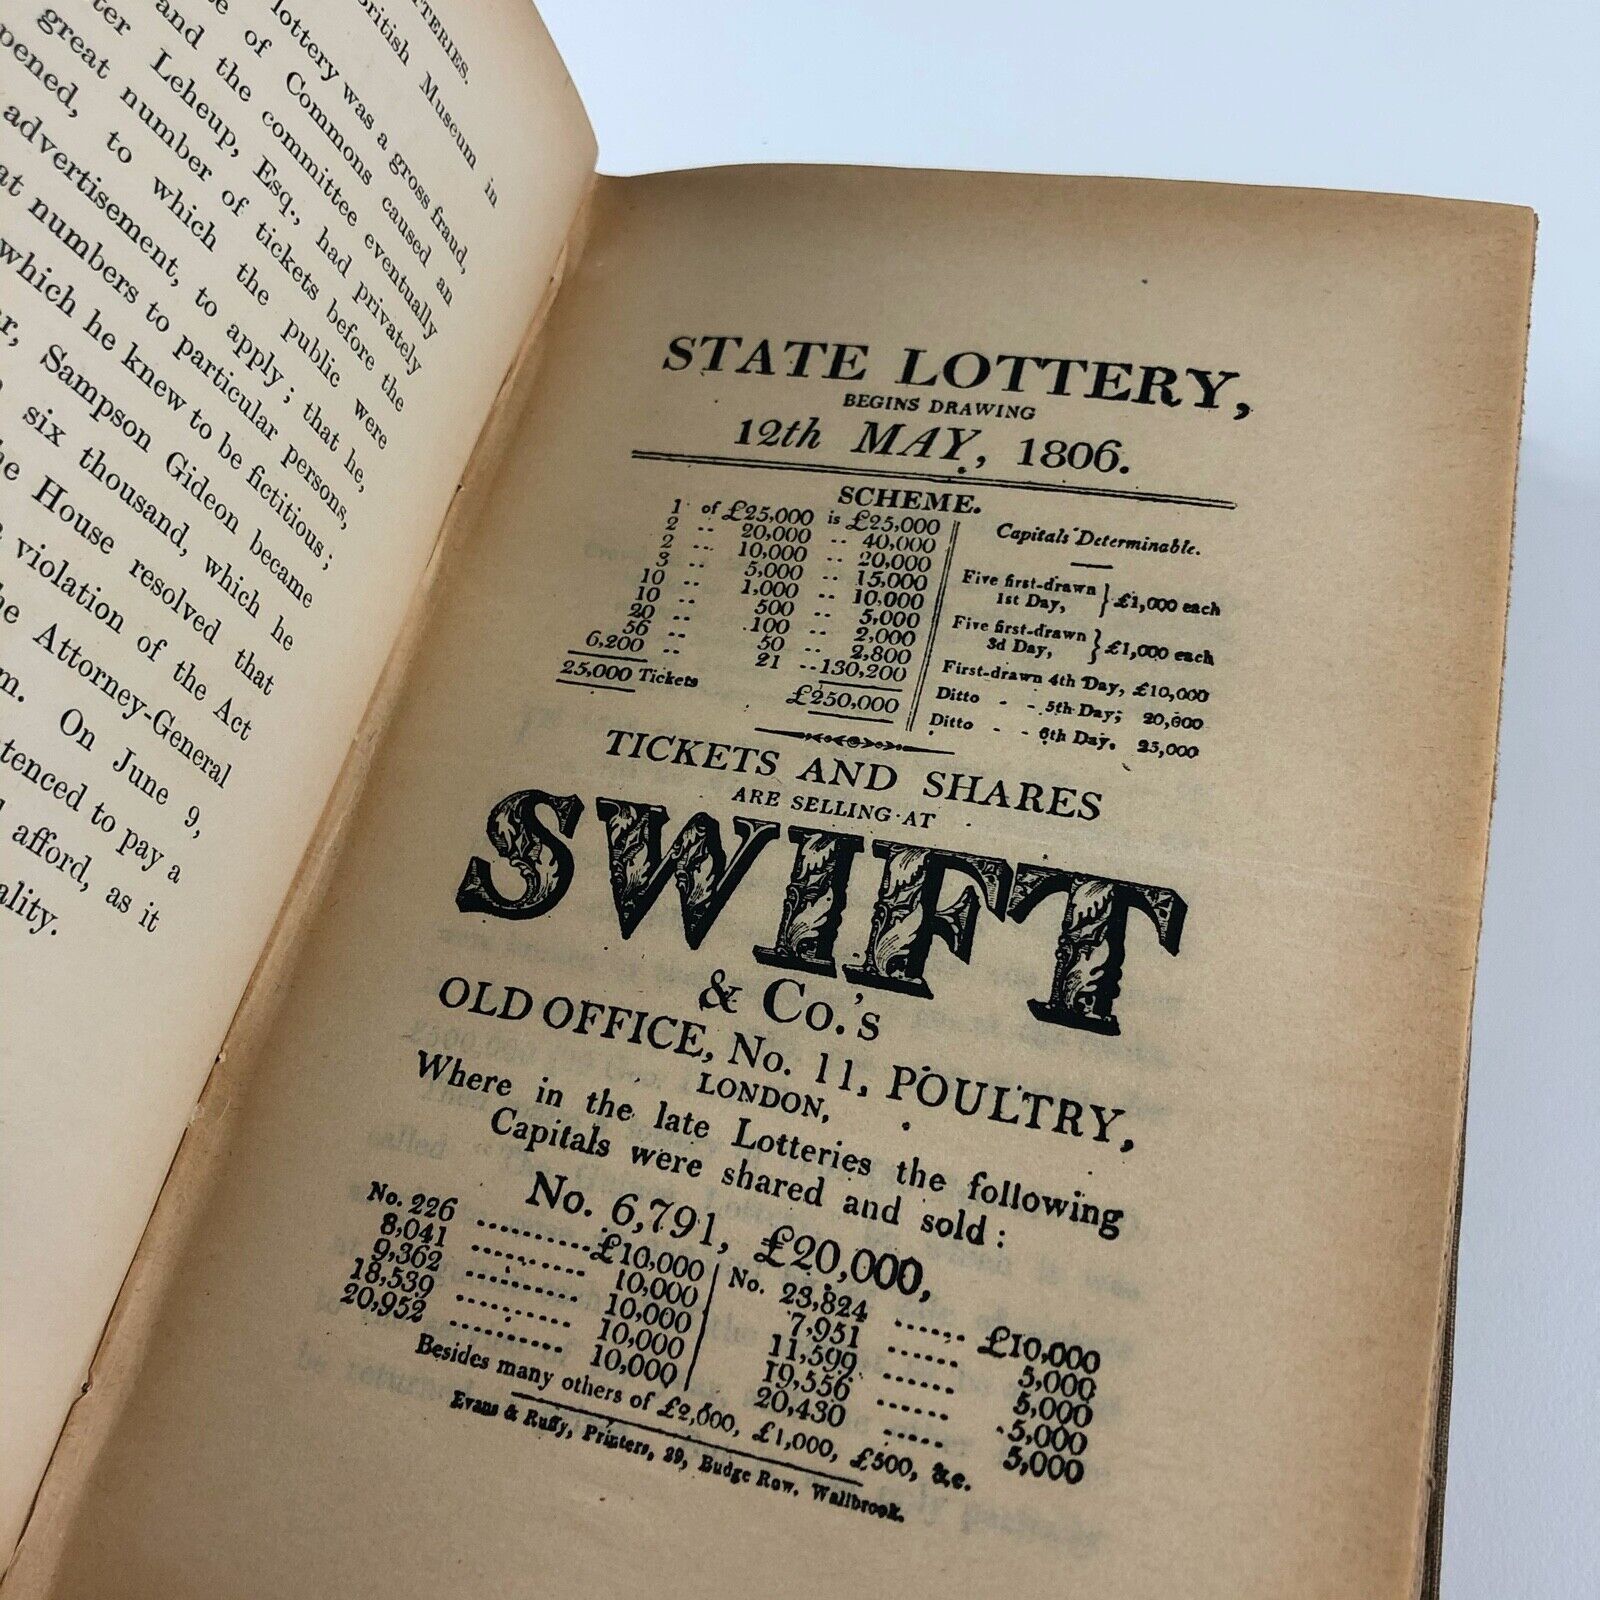 TTERIES.
British Museum in
lottery was a gross fraud,
e of Commons caused an
and the committee eventually
ter Leheup, Esq., had privately
great number of tickets before the
pened, to which the public were
advertisement, to apply; that he,
at numbers to particular persons,
which he knew to be fictitious;
er, Sampson Gideon became
six thousand, which he
he House resolved that
violation of the Act
he Attorney-General
m. On June 9,
tenced to pay a
afford, as it
ality.
STATE LOTTERY,
BEGINS DRAWING
12th MAY, 1806.
SCHEME.
1 of £25,000 is £25,000
2 .. 20,000 .. 40,000
2 .. 10,000 .. 20,000
3 .. 5,000 .. 15,000
10 .. 1,000 .. 10,000
10 .. 500 .. 5,000
20 .. 100 .. 2,000
56 .. 50 .. 2,800
6,200 .. 21 .. 130,200
25,000 Tickets £250,000
Capitals Determinable.
Five first-drawn 1st Day, } £1,000 each
Five first-drawn 3d Day, } £1,000 each
First-drawn 4th Day, £10,000
Ditto - - 5th Day; 20,000
Ditto - - 6th Day. 25,000
TICKETS AND SHARES
ARE SELLING AT
SWIFT
& Co.'s
OLD OFFICE, No. 11, POULTRY,
LONDON,
Where in the late Lotteries the following
Capitals were shared and sold:
No. 6,791, £20,000,
No. 226 .......... £10,000
8,041 ......... 10,000
9,362 ......... 10,000
18,539 ......... 10,000
20,952 ......... 10,000
No. 23,824 ...... £10,000
7,951 ...... 5,000
11,599 ...... 5,000
19,556 ...... 5,000
20,430 ..... 5,000
Besides many others of £2,000, £1,000, £500, &c.
Evans & Ruffy, Printers, 29, Budge Row, Wallbrook.